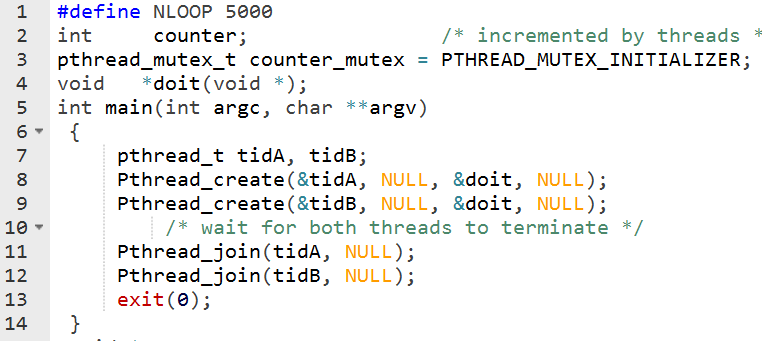 1 #define NLOOP 5000
2 int     counter;                /* incremented by threads *
3 pthread_mutex_t counter_mutex = PTHREAD_MUTEX_INITIALIZER;
4 void   *doit(void *);
5 int main(int argc, char **argv)
6 {
7     pthread_t tidA, tidB;
8     Pthread_create(&tidA, NULL, &doit, NULL);
9     Pthread_create(&tidB, NULL, &doit, NULL);
10         /* wait for both threads to terminate */
11     Pthread_join(tidA, NULL);
12     Pthread_join(tidB, NULL);
13     exit(0);
14 }